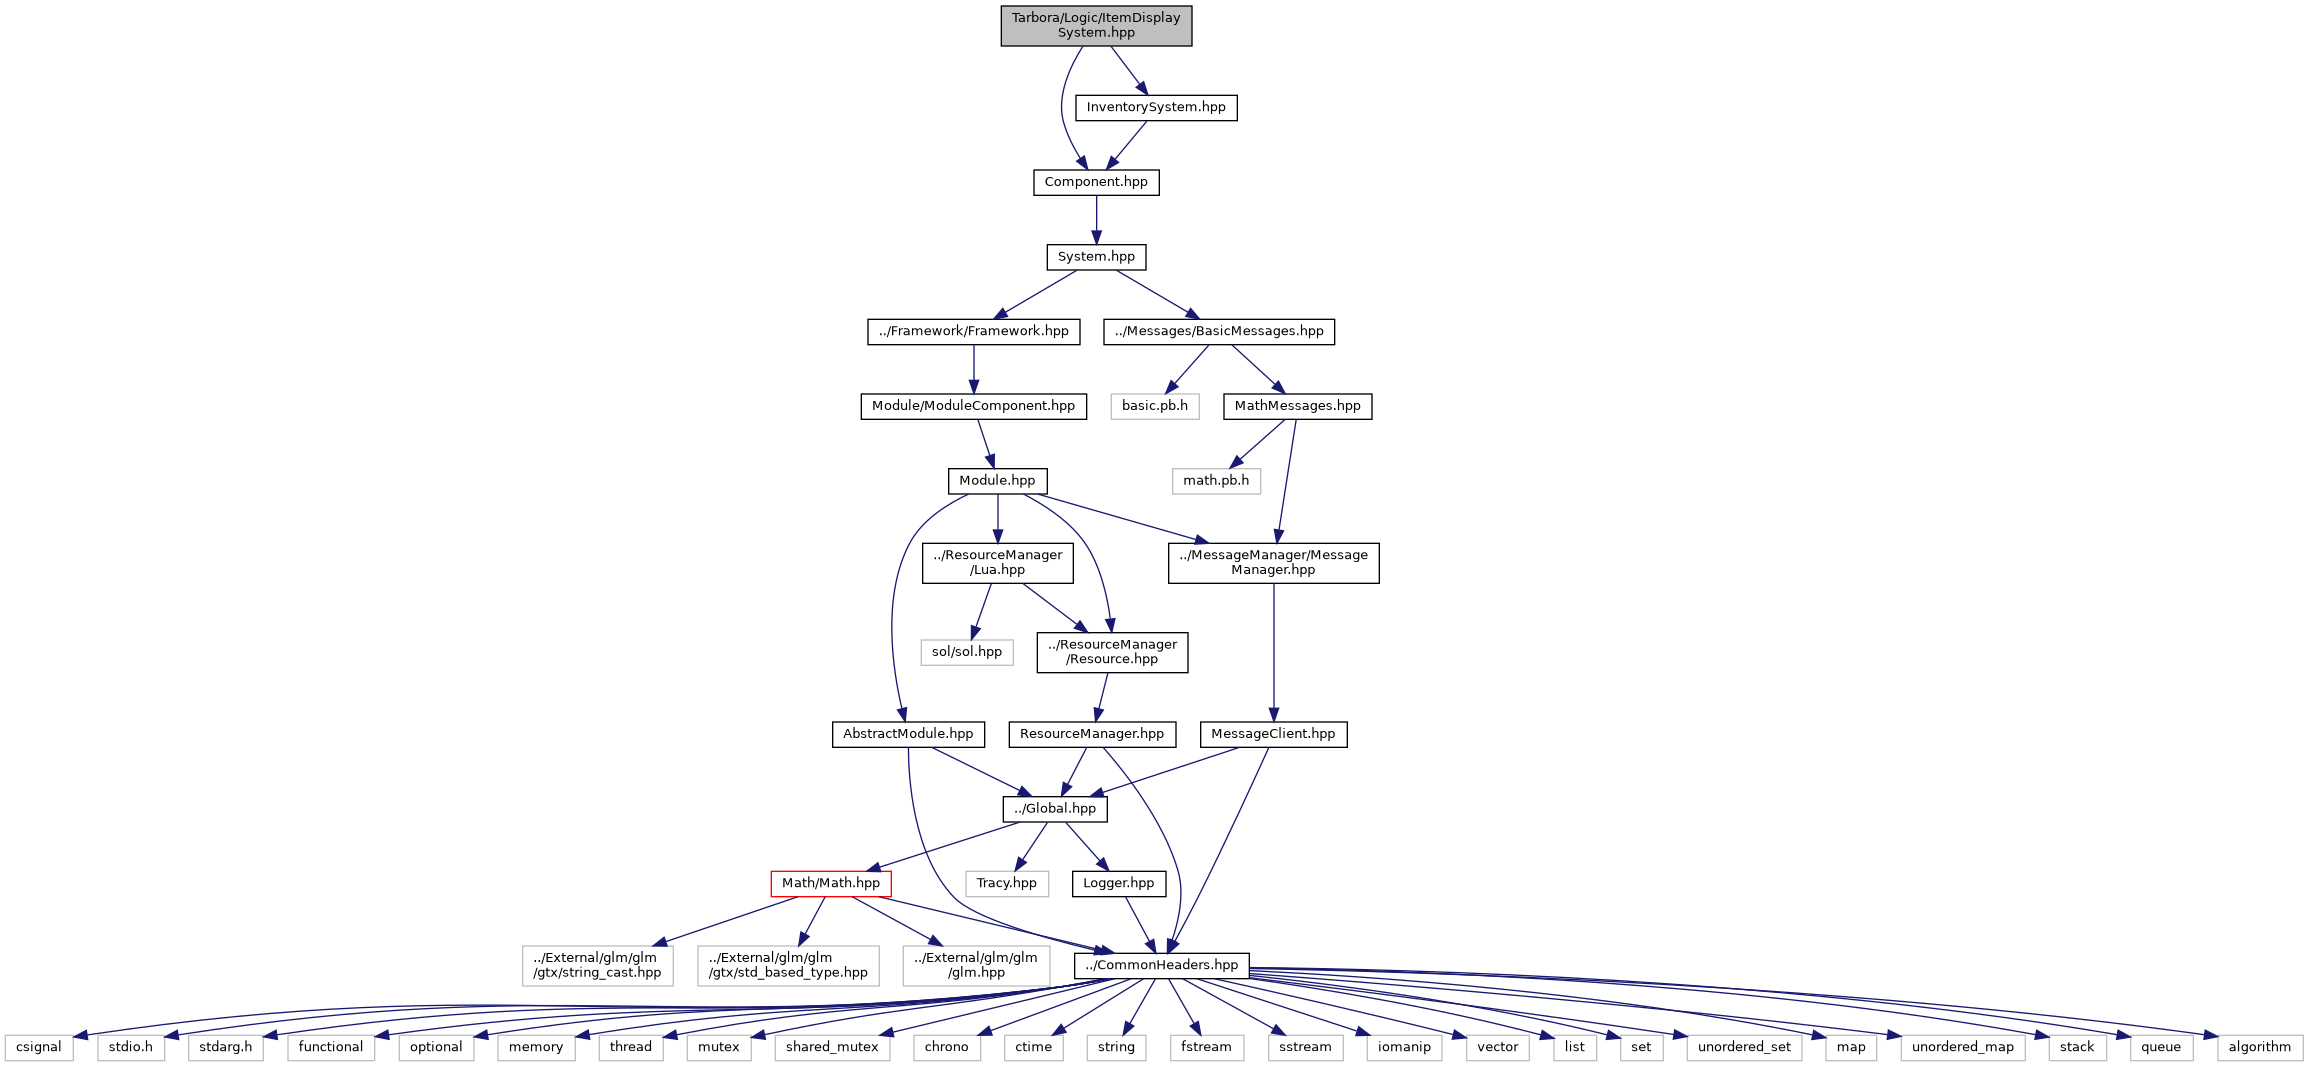 Tarbora/Logic/ItemDisplay
System.hpp
InventorySystem.hpp
Component.hpp
System.hpp
../Framework/Framework.hpp
../Messages/BasicMessages.hpp
Module/ModuleComponent.hpp
basic.pb.h
MathMessages.hpp
Module.hpp
math.pb.h
../ResourceManager
/Lua.hpp
../MessageManager/Message
Manager.hpp
sol/sol.hpp
../ResourceManager
/Resource.hpp
AbstractModule.hpp
ResourceManager.hpp
MessageClient.hpp
../Global.hpp
Math/Math.hpp
Tracy.hpp
Logger.hpp
../External/glm/glm
/gtx/string_cast.hpp
../External/glm/glm
/gtx/std_based_type.hpp
../External/glm/glm
/glm.hpp
../CommonHeaders.hpp
csignal
stdio.h
stdarg.h
functional
optional
memory
thread
mutex
shared_mutex
chrono
ctime
string
fstream
sstream
iomanip
vector
list
set
unordered_set
map
unordered_map
stack
queue
algorithm